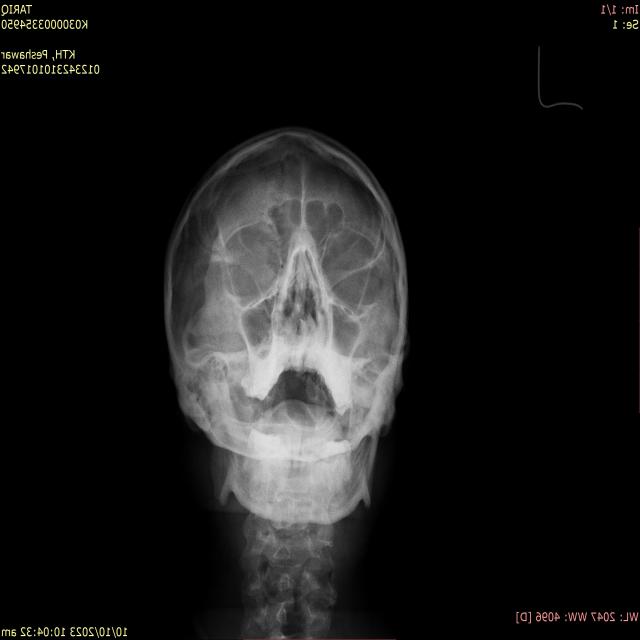 TARIQ
K03000003354950
KTH, Peshawar
0123423101017942
Im: 1/1
Se: 1
L
WL: 2047 WW: 4096 [D]
10/10/2023 10:04:32 am